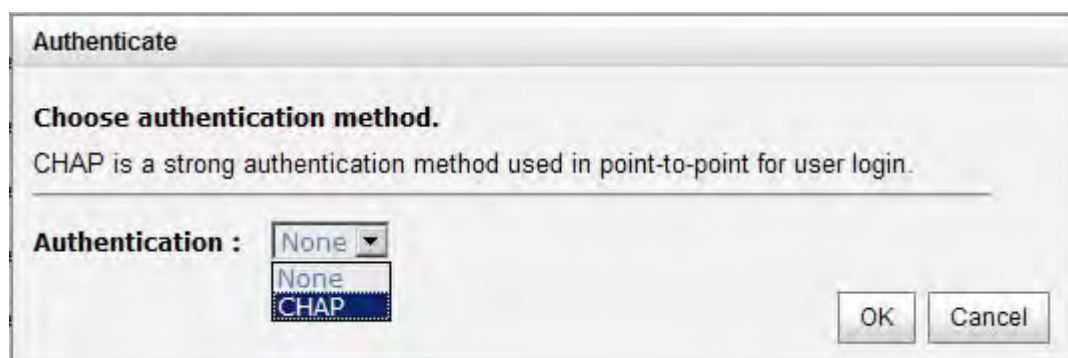 Authenticate
Choose authentication method.
CHAP is a strong authentication method used in point-to-point for user login.
Authentication : None
None
CHAP
OK Cancel